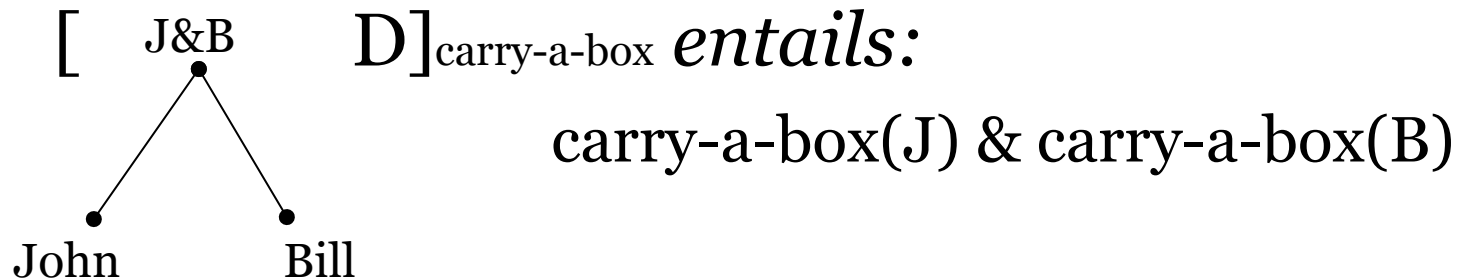 [ J&B D]carry-a-box entails:
carry-a-box(J) & carry-a-box(B)
John Bill